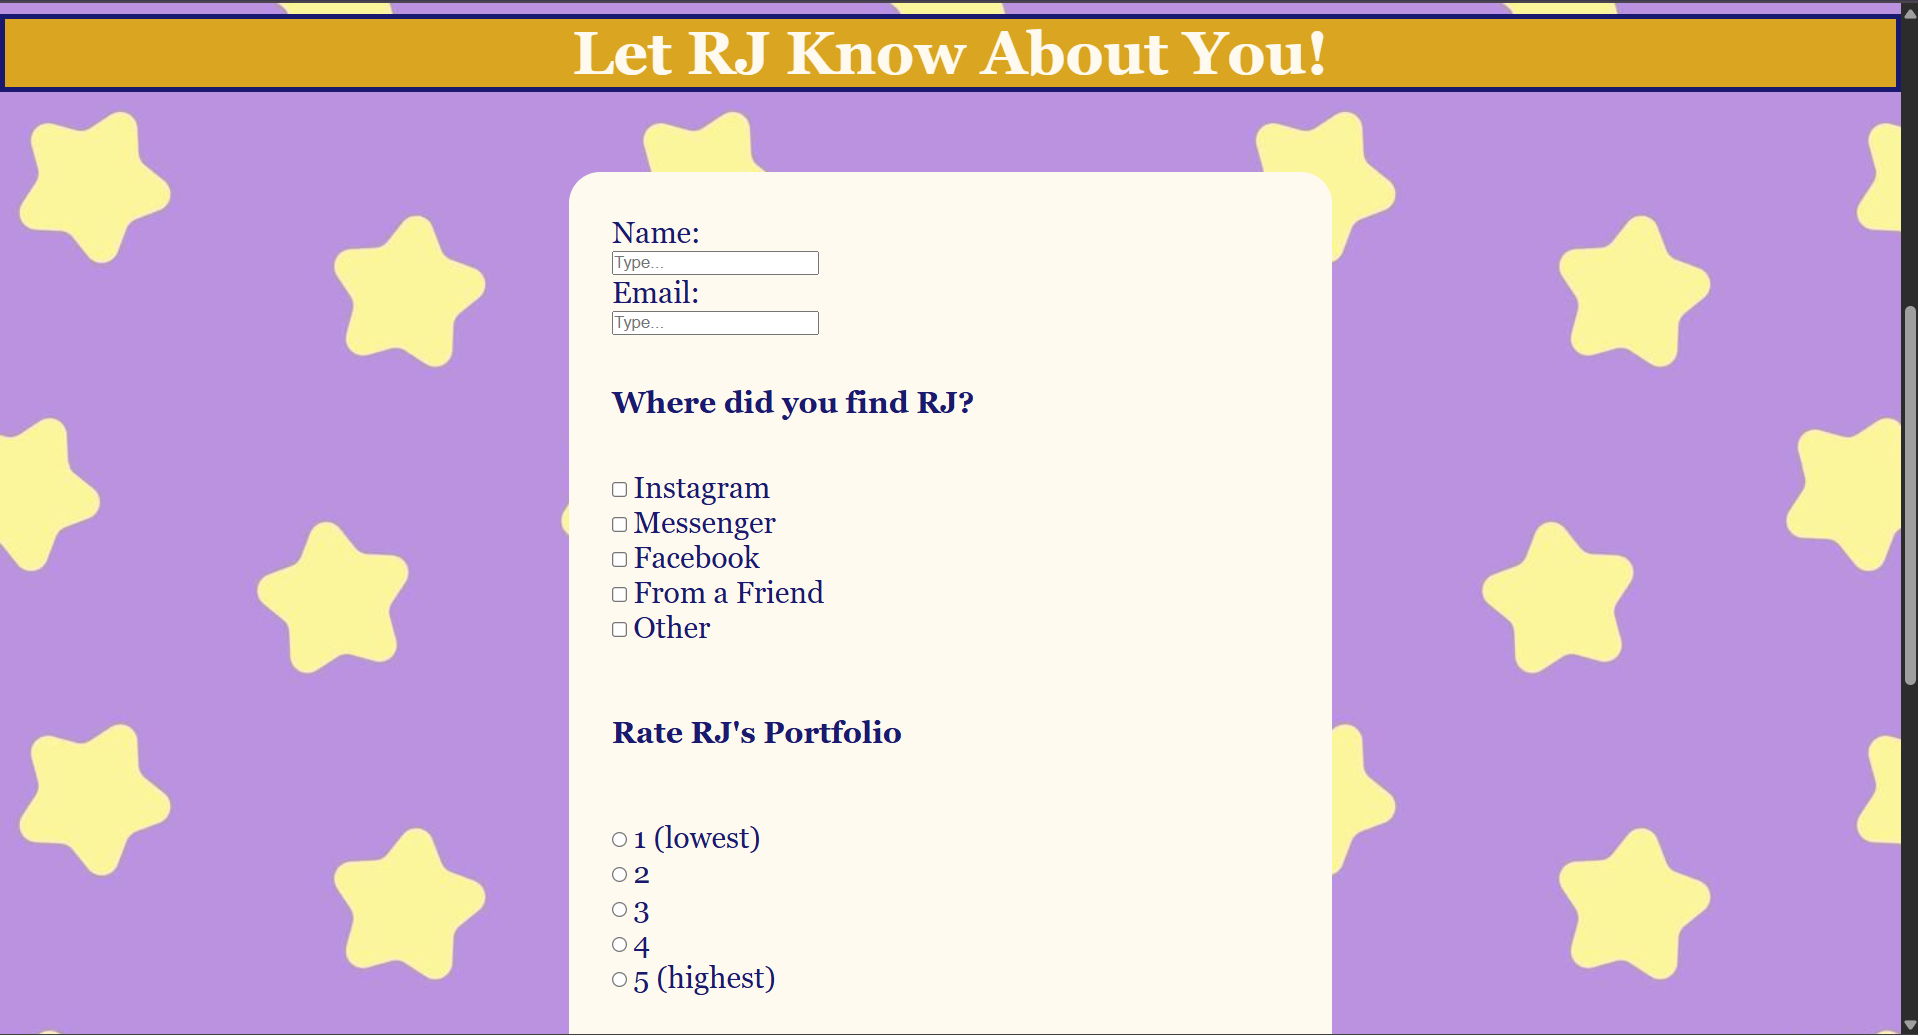 Let RJ Know About You!
Name:
Type...
Email:
Type...
Where did you find RJ?
Instagram
Messenger
Facebook
From a Friend
Other
Rate RJ's Portfolio
1 (lowest)
2
3
4
5 (highest)